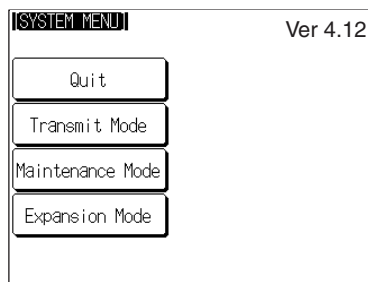 [SYSTEM MENU]
Ver 4.12
Quit
Transmit Mode
Maintenance Mode
Expansion Mode